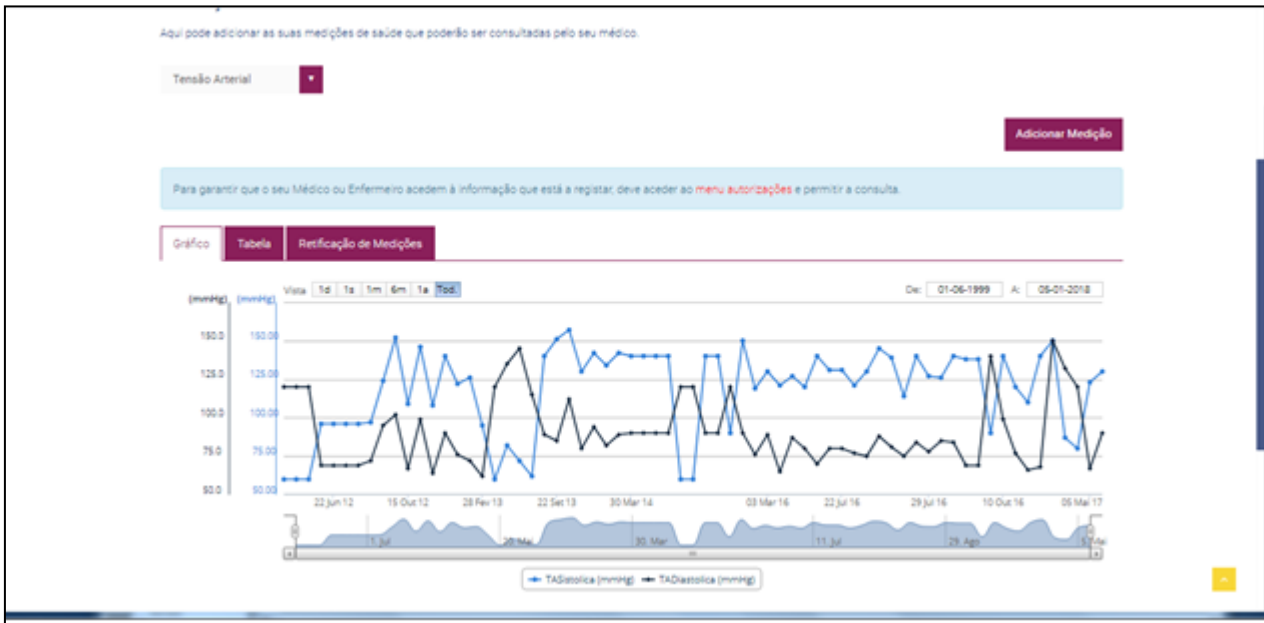 Aqui pode adicionar as suas medições de saúde que poderão ser consultadas pelo seu médico.
Tensão Arterial
Adicionar Medição
Para garantir que o seu Médico ou Enfermeiro acedem à informação que está a registar, deve aceder ao menu autorizações e permitir a consulta.
Gráfico Tabela Retificação de Medições
Vista 1d 1s 1m 6m 1a Tod. De: 01-06-1999 A: 05-01-2018
(mmHg) (mmHg)
150.0 150.00
125.0 125.00
100.0 100.00
75.0 75.00
50.0 50.00
22 Jun 12 15 Out 12 28 Fev 13 22 Set 13 30 Mar 14 03 Mar 16 22 Jul 16 29 Jul 16 10 Out 16 05 Mai 17
1. Jul 20. Mai 30. Mar 11. Jul 29. Ago 5. Mai
TASistolica (mmHg) TADiastolica (mmHg)